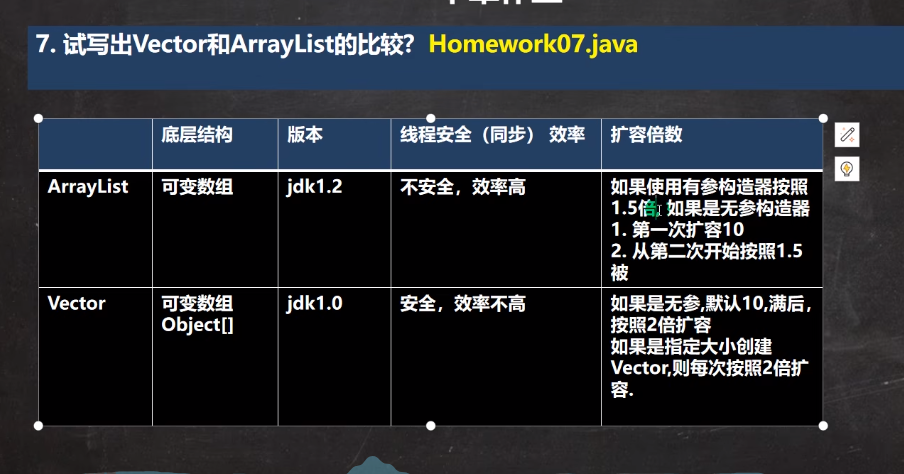 7. 试写出Vector和ArrayList的比较? Homework07.java
底层结构 版本 线程安全（同步） 效率 扩容倍数
ArrayList 可变数组 jdk1.2 不安全，效率高 如果使用有参构造器按照
1.5倍, 如果是无参构造器
1. 第一次扩容10
2. 从第二次开始按照1.5
被
Vector 可变数组 jdk1.0 安全，效率不高 如果是无参,默认10,满后，
Object[] 按照2倍扩容
如果是指定大小创建
Vector,则每次按照2倍扩
容.